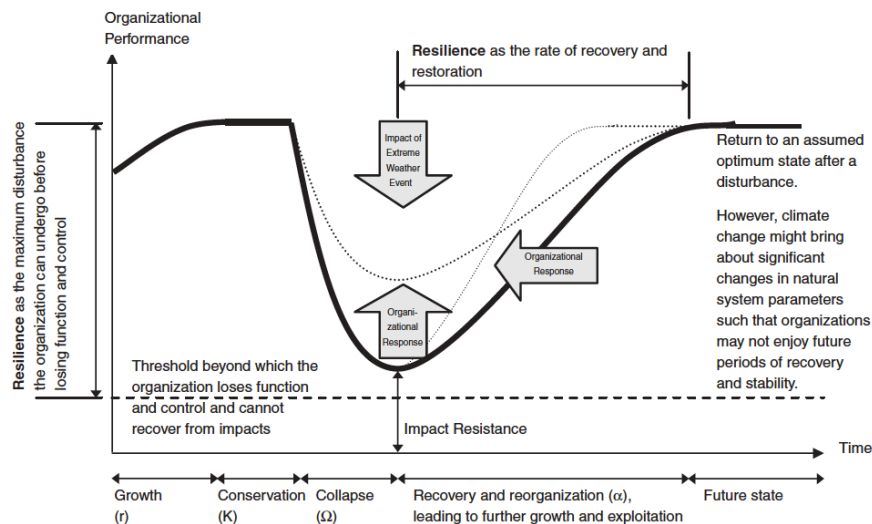 Organizational
Performance
Resilience as the rate of recovery and
restoration
Resilience as the maximum disturbance
the organization can undergo before
losing function and control
Impact of
Extreme
Weather
Event
Return to an assumed
optimum state after a
disturbance.
However, climate
change might bring
about significant
changes in natural
system parameters
such that organizations
may not enjoy future
periods of recovery
and stability.
Organizational
Response
Organi-
zational
Response
Threshold beyond which the
organization loses function
and control and cannot
recover from impacts
Impact Resistance
Time
Growth
(r)
Conservation
(K)
Collapse
(Ω)
Recovery and reorganization (α),
leading to further growth and exploitation
Future state